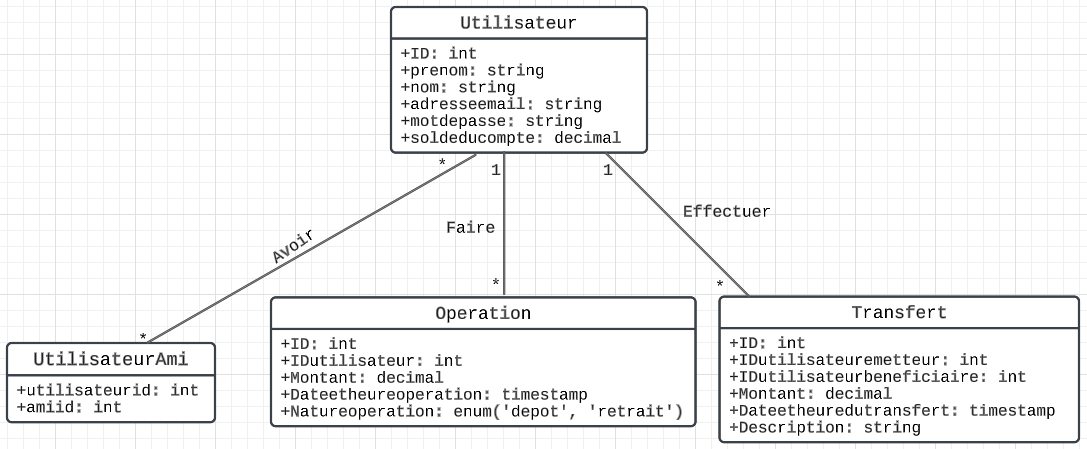 Utilisateur
+ID: int
+prenom: string
+nom: string
+adresseemail: string
+motdepasse: string
+soldeducompte: decimal
* 1 1
Effectuer
Faire
Avoir
* *
*
Operation
+ID: int
+IDutilisateur: int
+Montant: decimal
+Dateetheureoperation: timestamp
+Natureoperation: enum('depot', 'retrait')
Transfert
+ID: int
+IDutilisateuremetteur: int
+IDutilisateurbeneficiaire: int
+Montant: decimal
+Dateetheuredutransfert: timestamp
+Description: string
UtilisateurAmi
+utilisateurid: int
+amiid: int